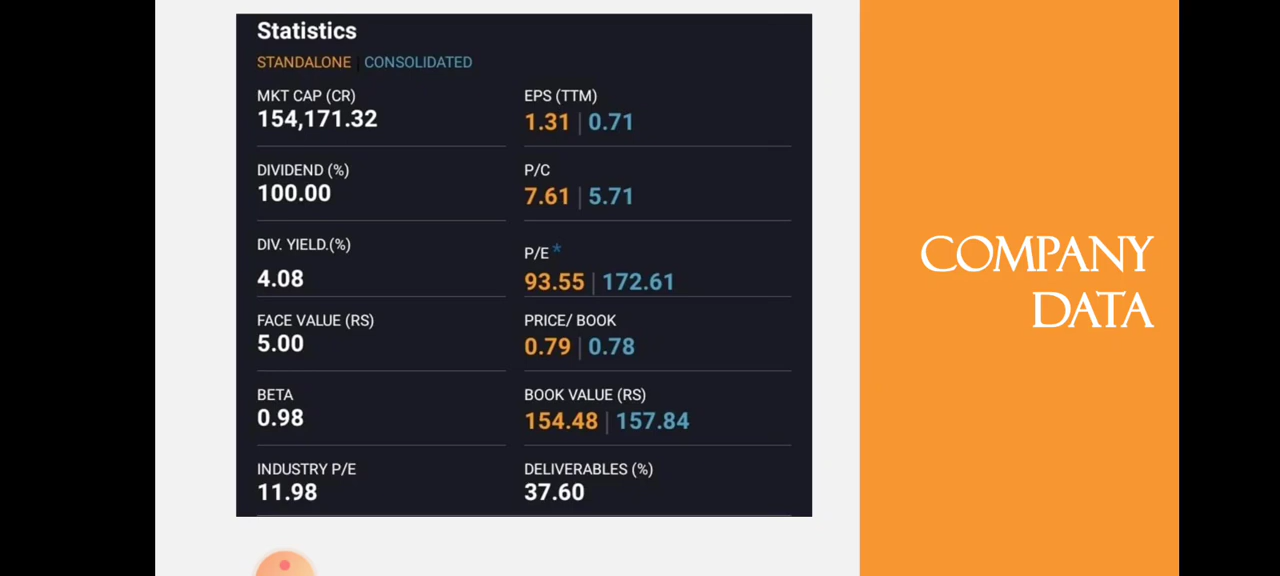 Statistics
STANDALONE | CONSOLIDATED
MKT CAP (CR)
154,171.32
EPS (TTM)
1.31 | 0.71
DIVIDEND (%)
100.00
P/C
7.61 | 5.71
DIV. YIELD.(%)
4.08
P/E*
93.55 | 172.61
FACE VALUE (RS)
5.00
PRICE/ BOOK
0.79 | 0.78
BETA
0.98
BOOK VALUE (RS)
154.48 | 157.84
INDUSTRY P/E
11.98
DELIVERABLES (%)
37.60
COMPANY
DATA